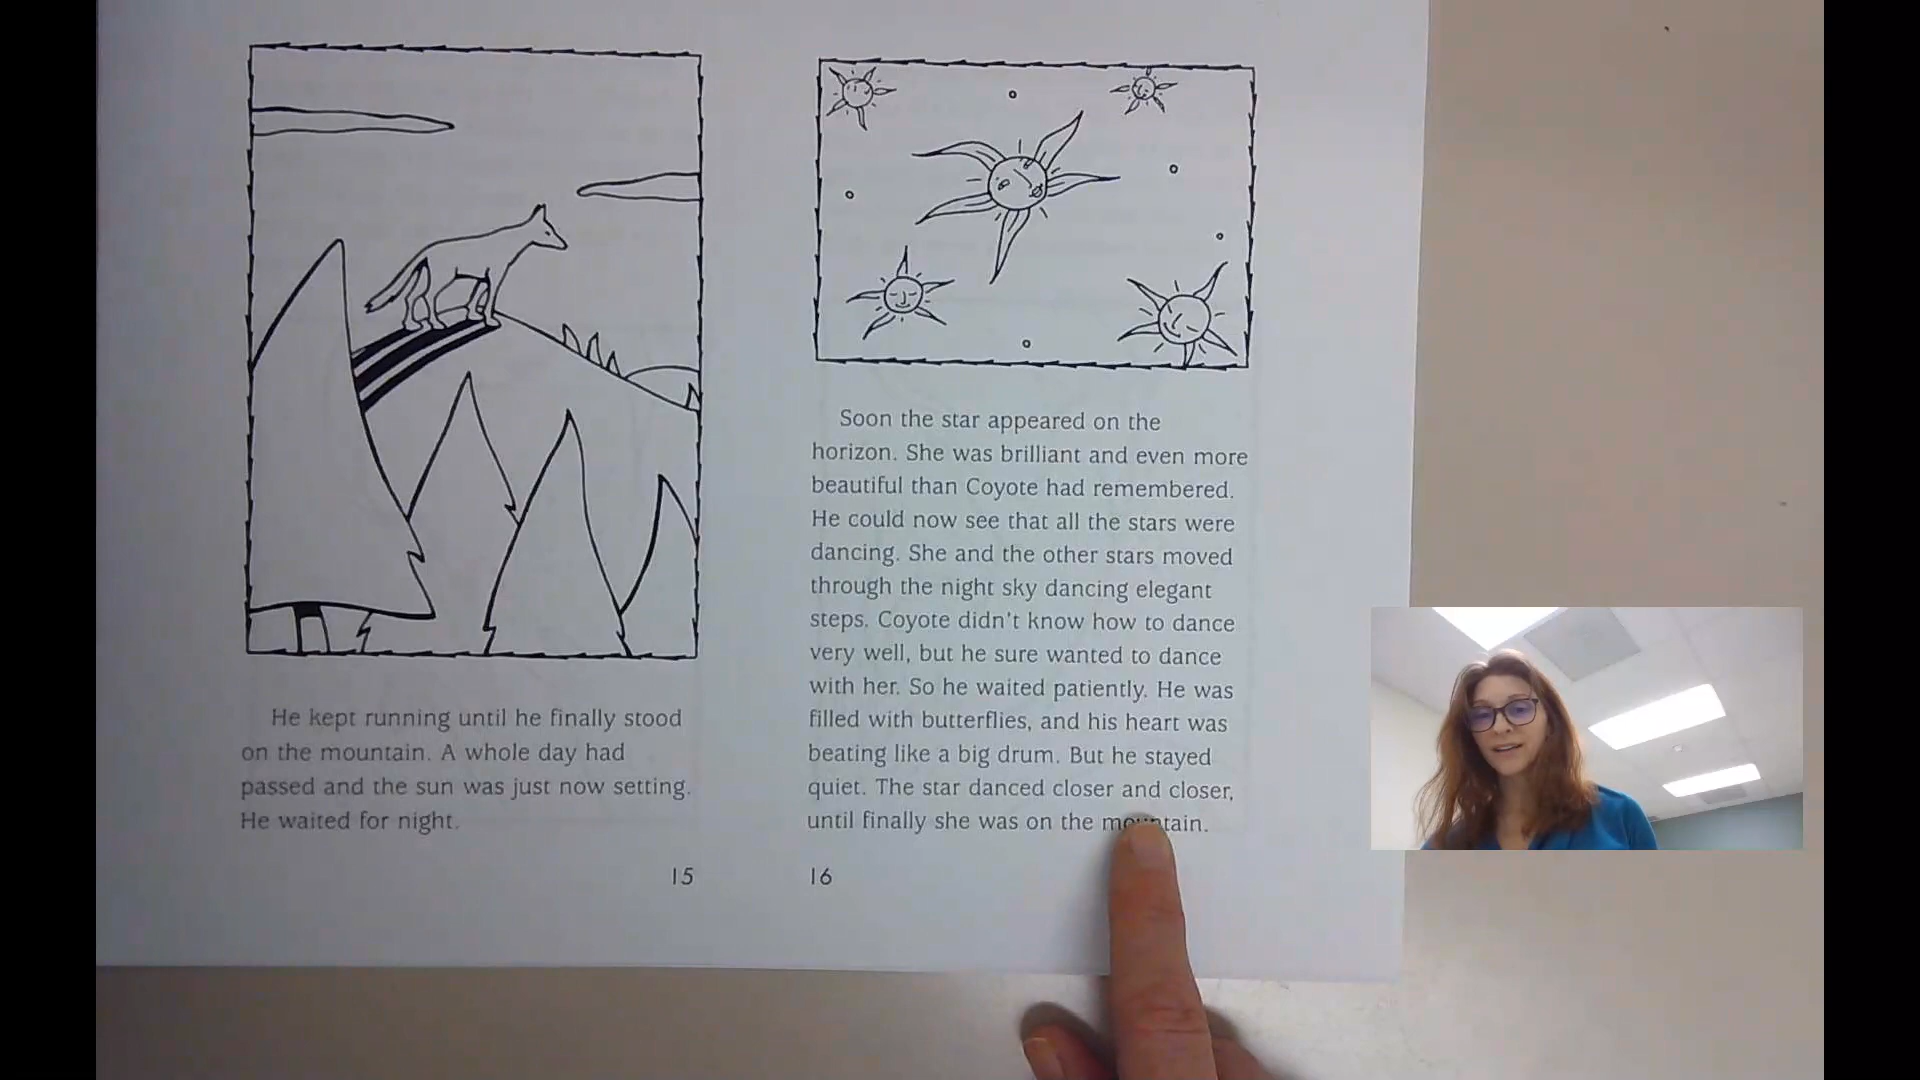 He kept running until he finally stood
on the mountain. A whole day had
passed and the sun was just now setting.
He waited for night.
15
Soon the star appeared on the
horizon. She was brilliant and even more
beautiful than Coyote had remembered.
He could now see that all the stars were
dancing. She and the other stars moved
through the night sky dancing elegant
steps. Coyote didn't know how to dance
very well, but he sure wanted to dance
with her. So he waited patiently. He was
filled with butterflies, and his heart was
beating like a big drum. But he stayed
quiet. The star danced closer and closer,
until finally she was on the mountain.
16